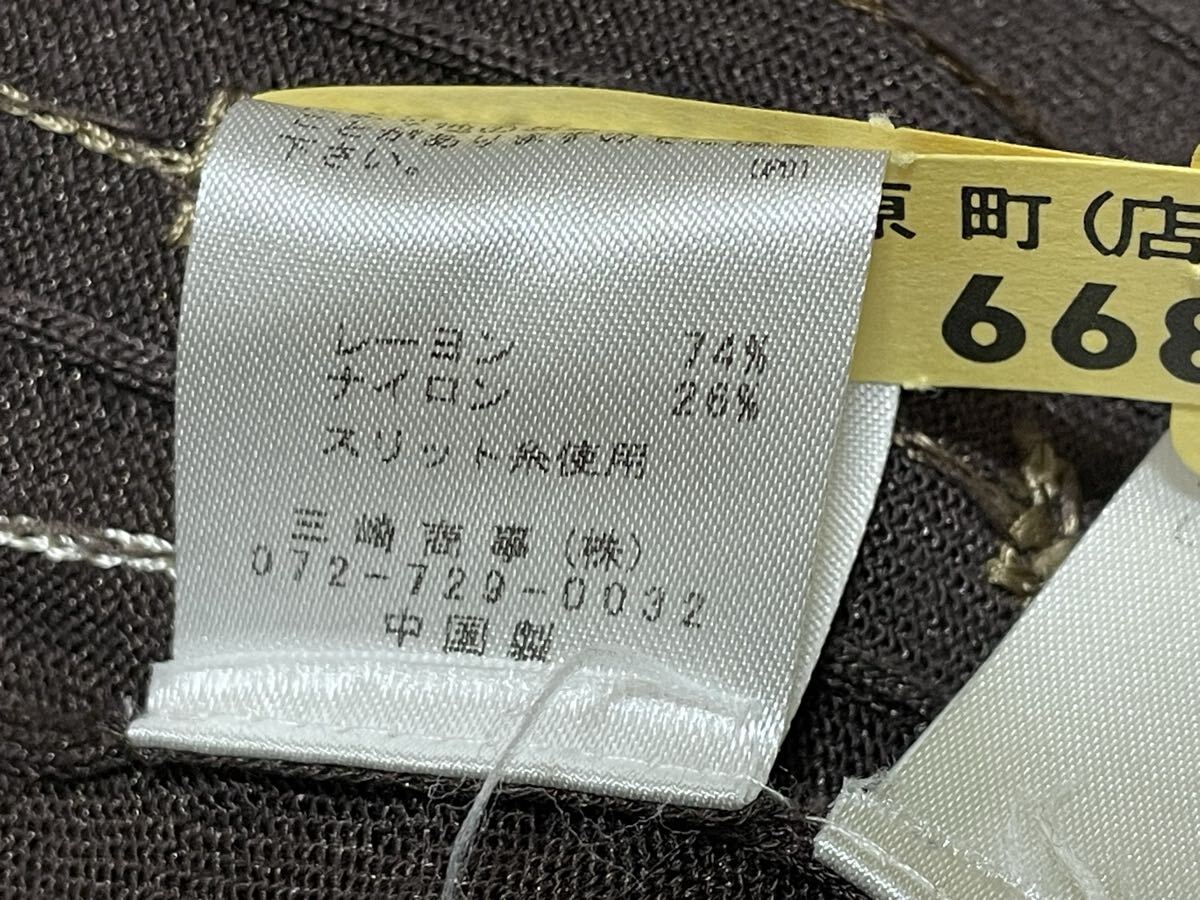 下さい。
レーヨン 74%
ナイロン 26%
スリット糸使用
三崎商事(株)
072-729-0032
中国製
原町(店
668